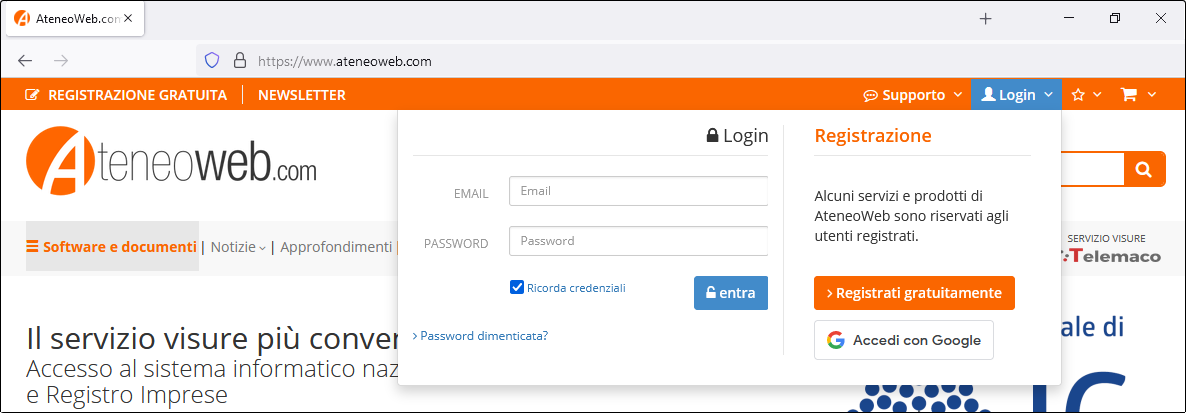 AteneoWeb.con
https://www.ateneoweb.com
REGISTRAZIONE GRATUITA | NEWSLETTER
Supporto
Login
Ateneoweb.com
Login
EMAIL
Email
PASSWORD
Password
Ricorda credenziali
entra
> Password dimenticata?
Registrazione
Alcuni servizi e prodotti di
AteneoWeb sono riservati agli
utenti registrati.
> Registrati gratuitamente
Accedi con Google
Software e documenti | Notizie | Approfondimenti |
SERVIZIO VISURE
Telemaco
Il servizio visure più conver
Accesso al sistema informatico naz
e Registro Imprese
ale di
IC